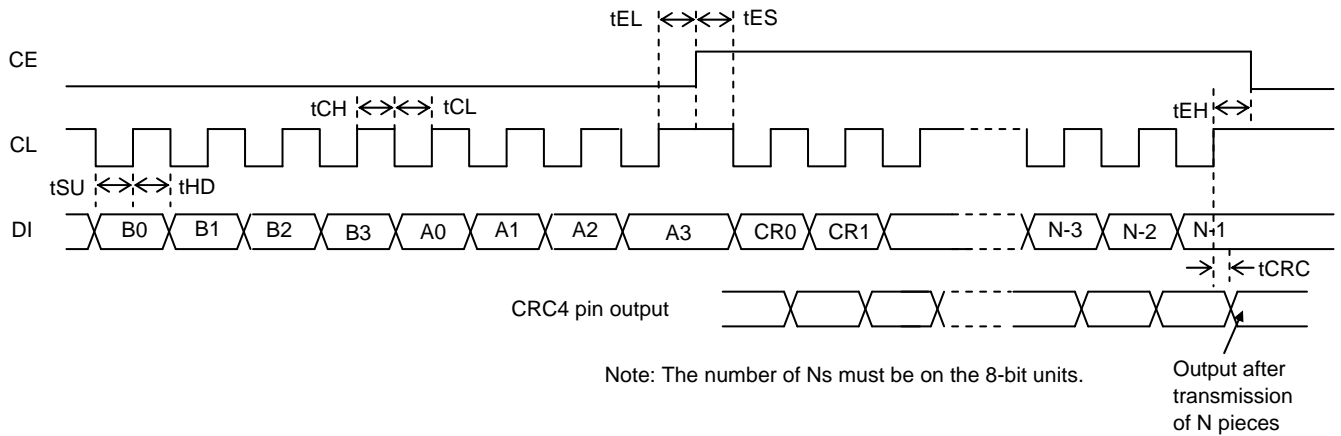 tEL tES
CE
tCH tCL tEH
CL
tSU tHD
DI B0 B1 B2 B3 A0 A1 A2 A3 CR0 CR1 N-3 N-2 N-1
tCRC
CRC4 pin output
Note: The number of Ns must be on the 8-bit units.
Output after
transmission
of N pieces